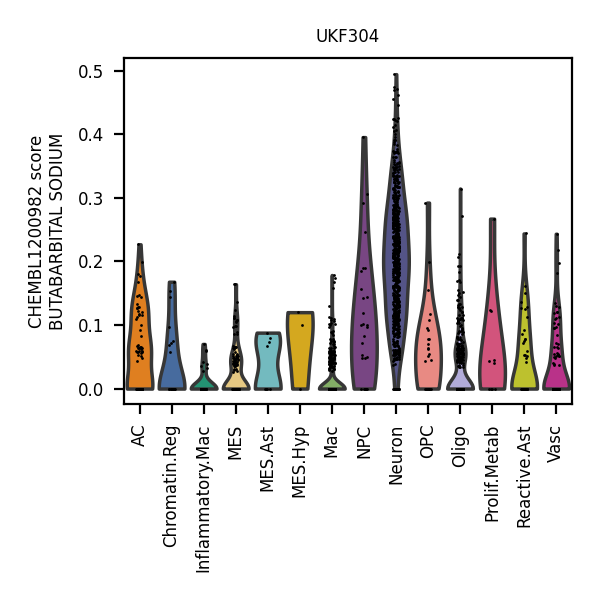 UKF304
CHEMBL1200982 score
BUTABARBITAL SODIUM
0.5
0.4
0.3
0.2
0.1
0.0
AC
Chromatin.Reg
Inflammatory.Mac
MES
MES.Ast
MES.Hyp
Mac
NPC
Neuron
OPC
Oligo
Prolif.Metab
Reactive.Ast
Vasc